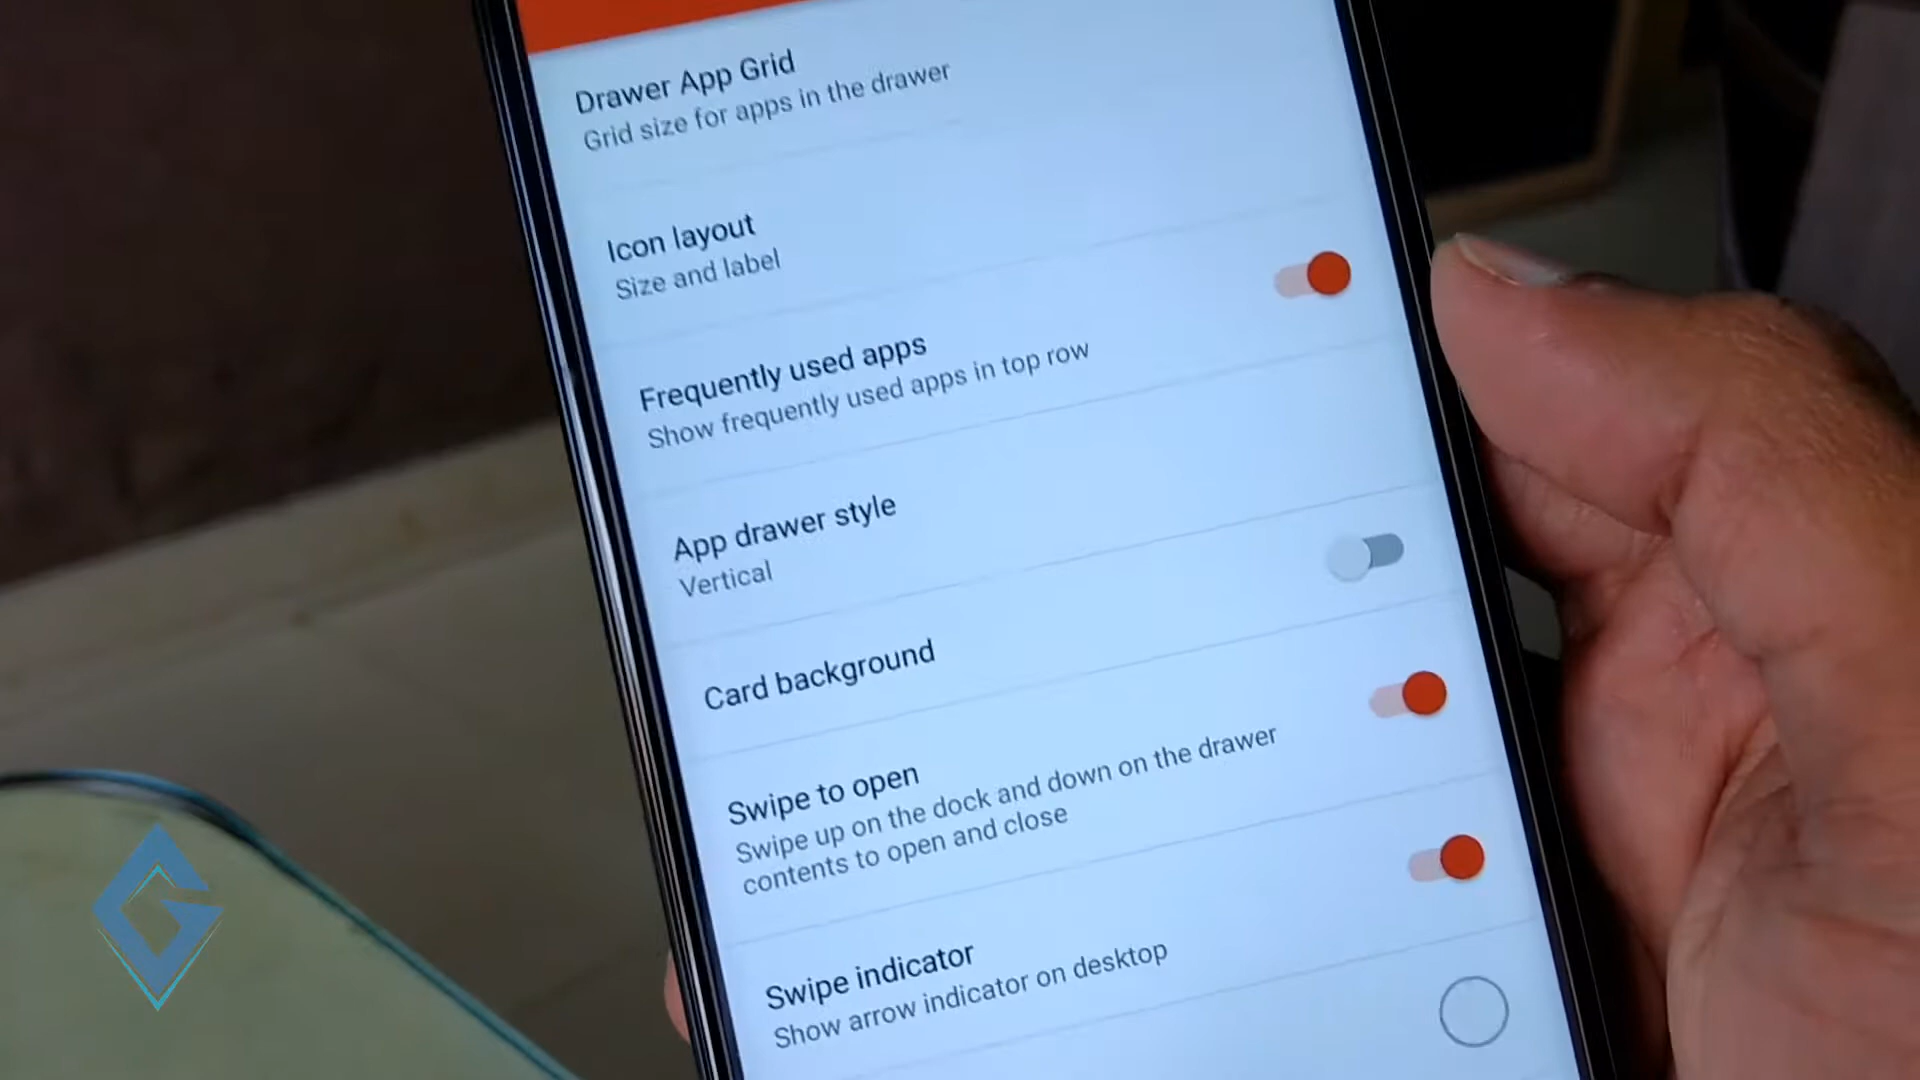 Drawer App Grid
Grid size for apps in the drawer
Icon layout
Size and label
Frequently used apps
Show frequently used apps in top row
App drawer style
Vertical
Card background
Swipe to open
Swipe up on the dock and down on the drawer
contents to open and close
Swipe indicator
Show arrow indicator on desktop